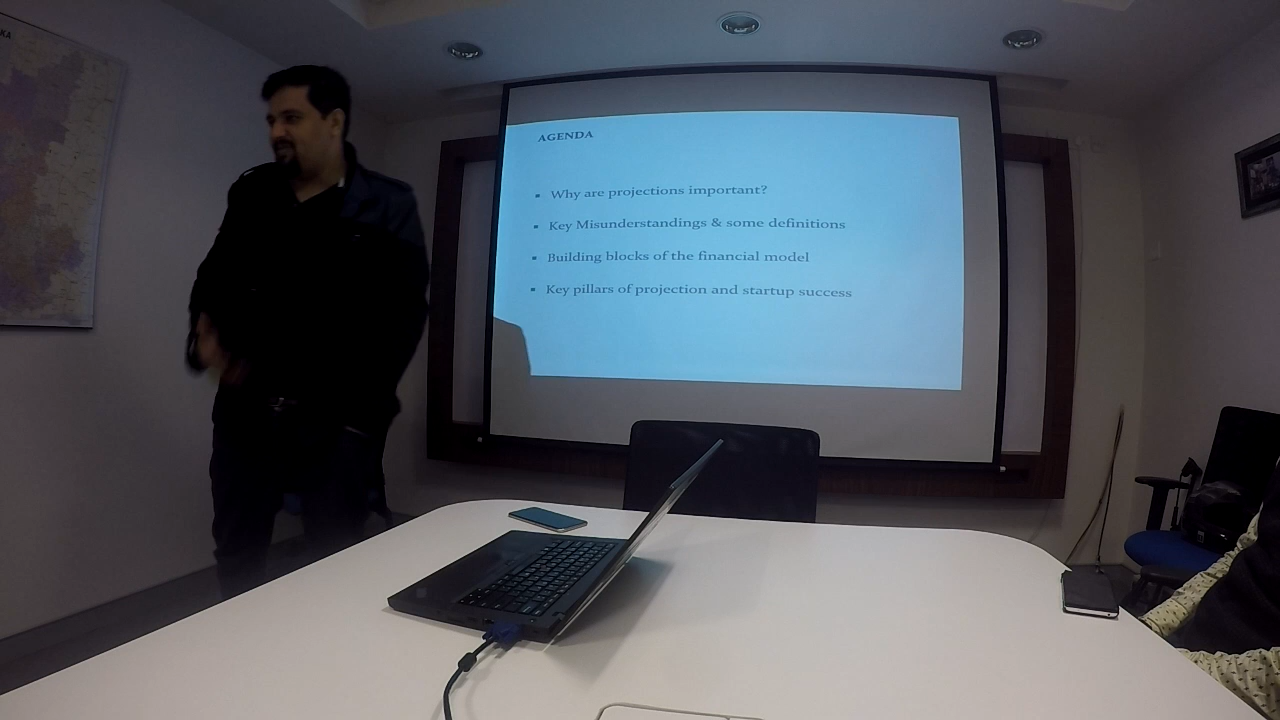 KA
AGENDA
▪ Why are projections important?
▪ Key Misunderstandings & some definitions
▪ Building blocks of the financial model
▪ Key pillars of projection and startup success